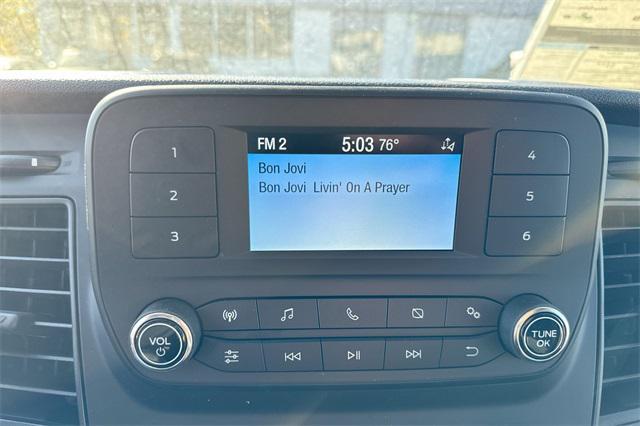 FM 2 5:03 76°
Bon Jovi
Bon Jovi Livin' On A Prayer
1
2
3
4
5
6
VOL
TUNE
OK